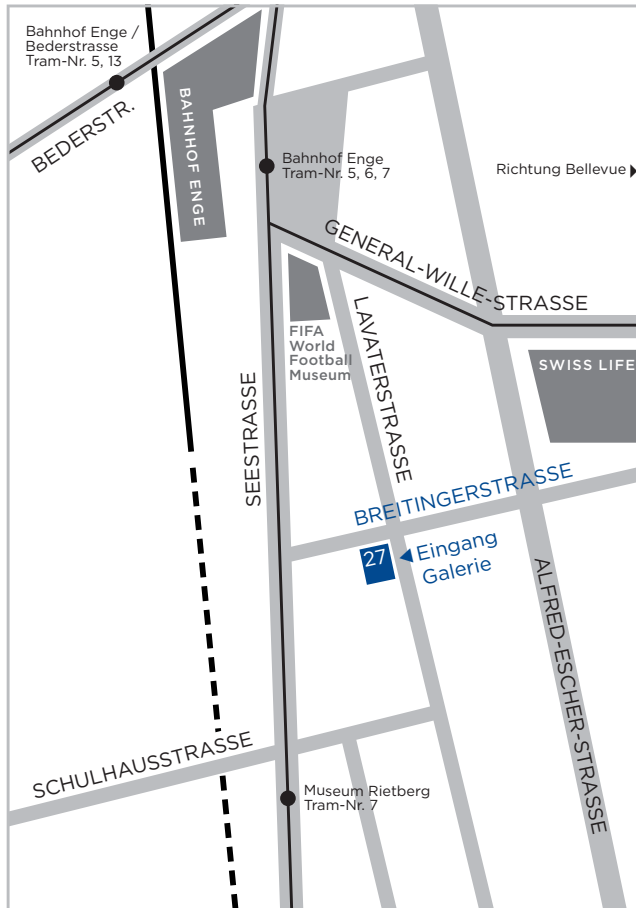 Bahnhof Enge /
Bederstrasse
Tram-Nr. 5, 13
BEDERSTR.
BAHNHOF ENGE
Bahnhof Enge
Tram-Nr. 5, 6, 7
Richtung Bellevue
GENERAL-WILLE-STRASSE
FIFA
World
Football
Museum
LAVATERSTRASSE
SWISS LIFE
SEESTRASSE
BREITINGERSTRASSE
27
Eingang
Galerie
ALFRED-ESCHER-STRASSE
SCHULHAUSSTRASSE
Museum Rietberg
Tram-Nr. 7